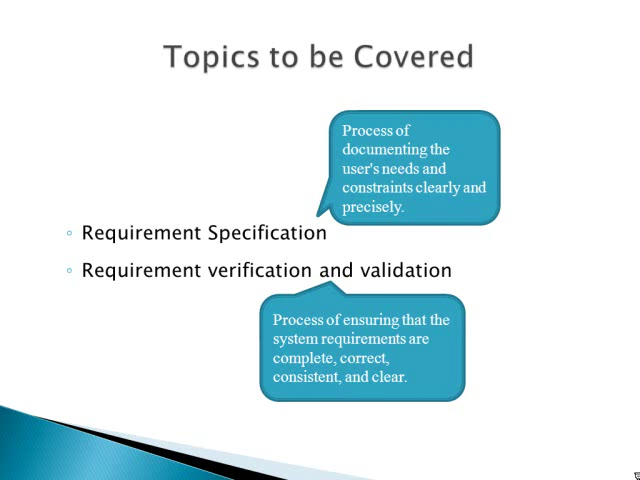 Topics to be Covered
Process of
documenting the
user's needs and
constraints clearly and
precisely.
◦ Requirement Specification
◦ Requirement verification and validation
Process of ensuring that the
system requirements are
complete, correct,
consistent, and clear.